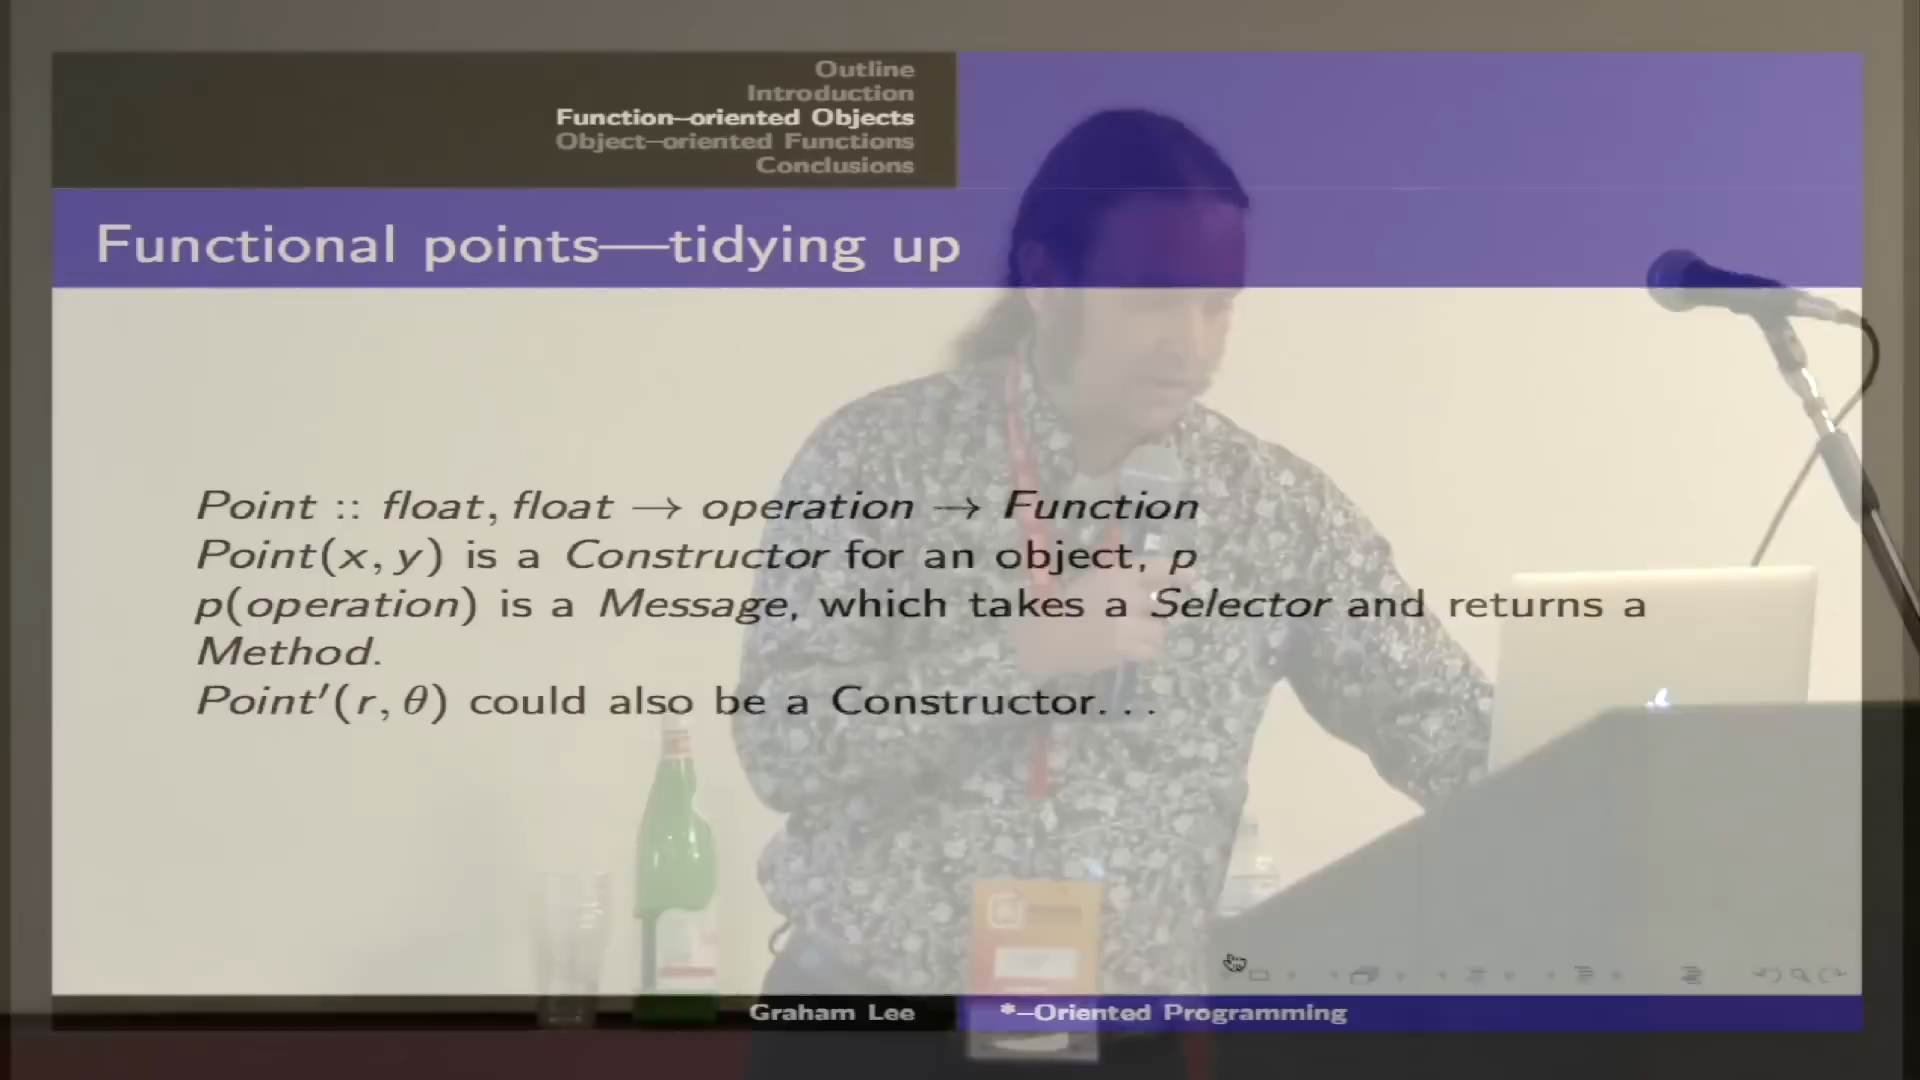 Outline
Introduction
Function–oriented Objects
Object–oriented Functions
Conclusions
Functional points—tidying up
Point :: float, float → operation → Function
Point(x, y) is a Constructor for an object, p
p(operation) is a Message, which takes a Selector and returns a
Method.
Point′(r, θ) could also be a Constructor. . .
Graham Lee *–Oriented Programming